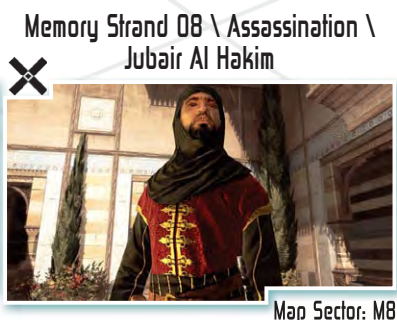 Memory Strand 08 \ Assassination \
Jubair Al Hakim
Map Sector: M8